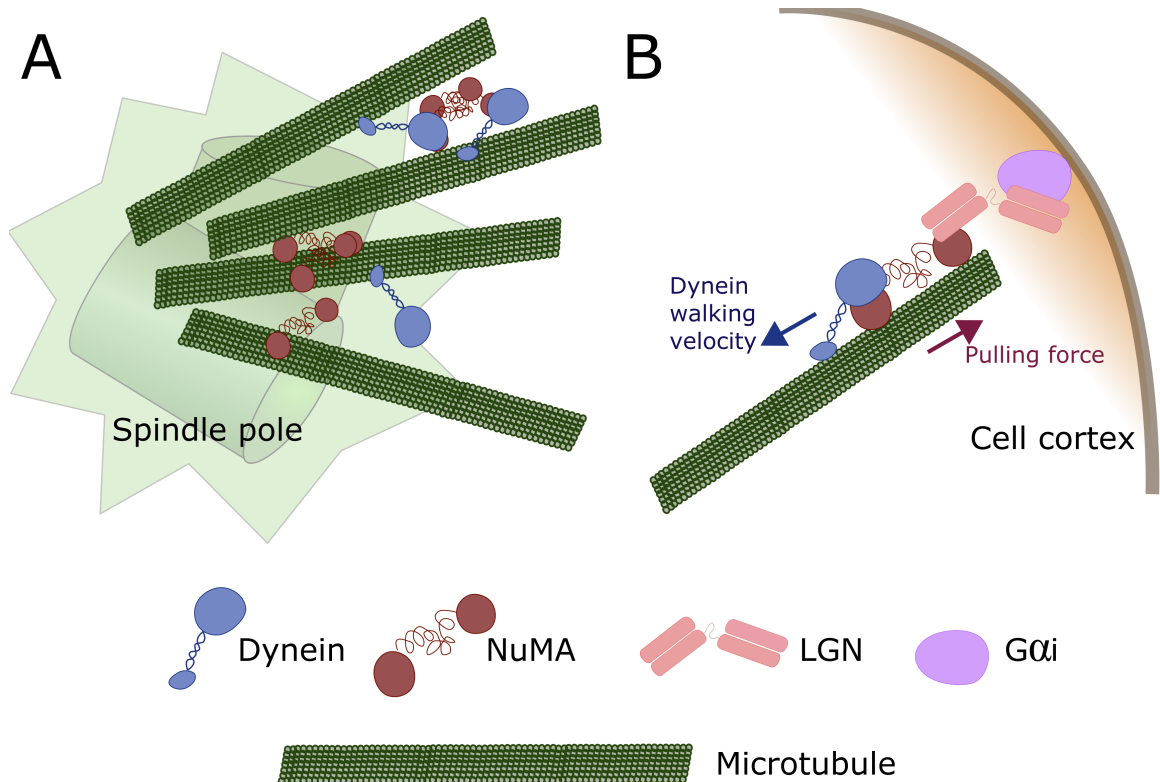 A
B
Dynein
walking
velocity
Pulling force
Spindle pole
Cell cortex
Dynein
NuMA
LGN
Gαi
Microtubule